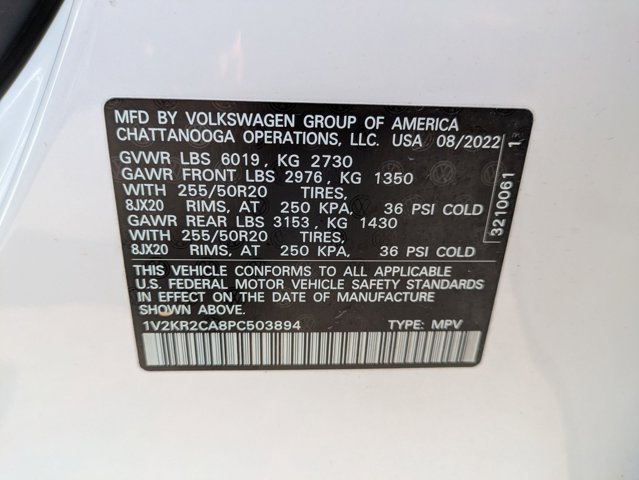 MFD BY VOLKSWAGEN GROUP OF AMERICA
CHATTANOOGA OPERATIONS, LLC. USA 08/2022
GVWR LBS 6019, KG 2730
GAWR FRONT LBS 2976, KG 1350
WITH 255/50R20 TIRES,
8JX20 RIMS, AT 250 KPA, 36 PSI COLD
GAWR REAR LBS 3153, KG 1430
WITH 255/50R20 TIRES,
8JX20 RIMS, AT 250 KPA, 36 PSI COLD
THIS VEHICLE CONFORMS TO ALL APPLICABLE
U.S. FEDERAL MOTOR VEHICLE SAFETY STANDARDS
IN EFFECT ON THE DATE OF MANUFACTURE
SHOWN ABOVE.
1V2KR2CA8PC503894 TYPE: MPV
3210061 1